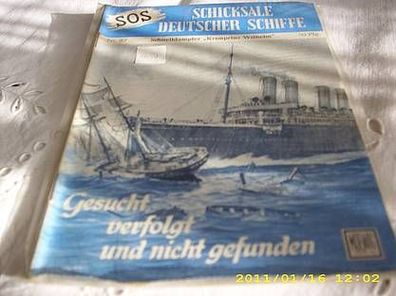 SOS
SCHICKSALE
DEUTSCHER SCHIFFE
Schnelldampfer „Kronprinz Wilhelm“
Gesucht
verfolgt
und nicht gefunden
2011/01/16 12:02